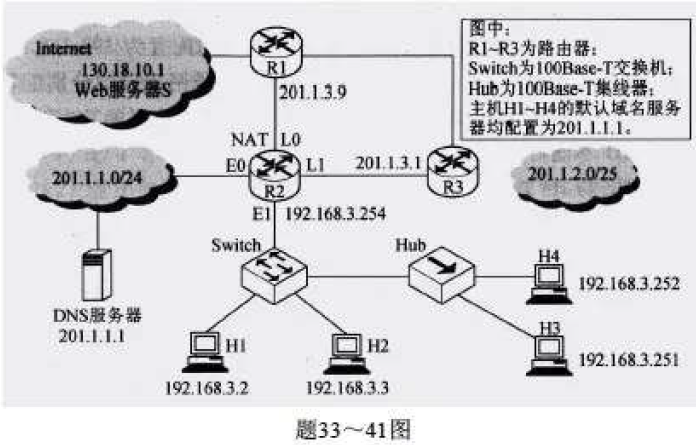 图中:
R1~R3为路由器;
Switch为100Base-T交换机;
Hub为100Base-T集线器;
主机H1~H4的默认域名服务
器均配置为201.1.1.1。
Internet
130.18.10.1
Web服务器S
R1
201.1.3.9
NAT L0
E0
L1
R2
201.1.3.1
R3
201.1.1.0/24
201.1.2.0/25
E1
192.168.3.254
Switch
Hub
H4
192.168.3.252
DNS服务器
201.1.1.1
H1
H2
H3
192.168.3.251
192.168.3.2
192.168.3.3
题33～41图